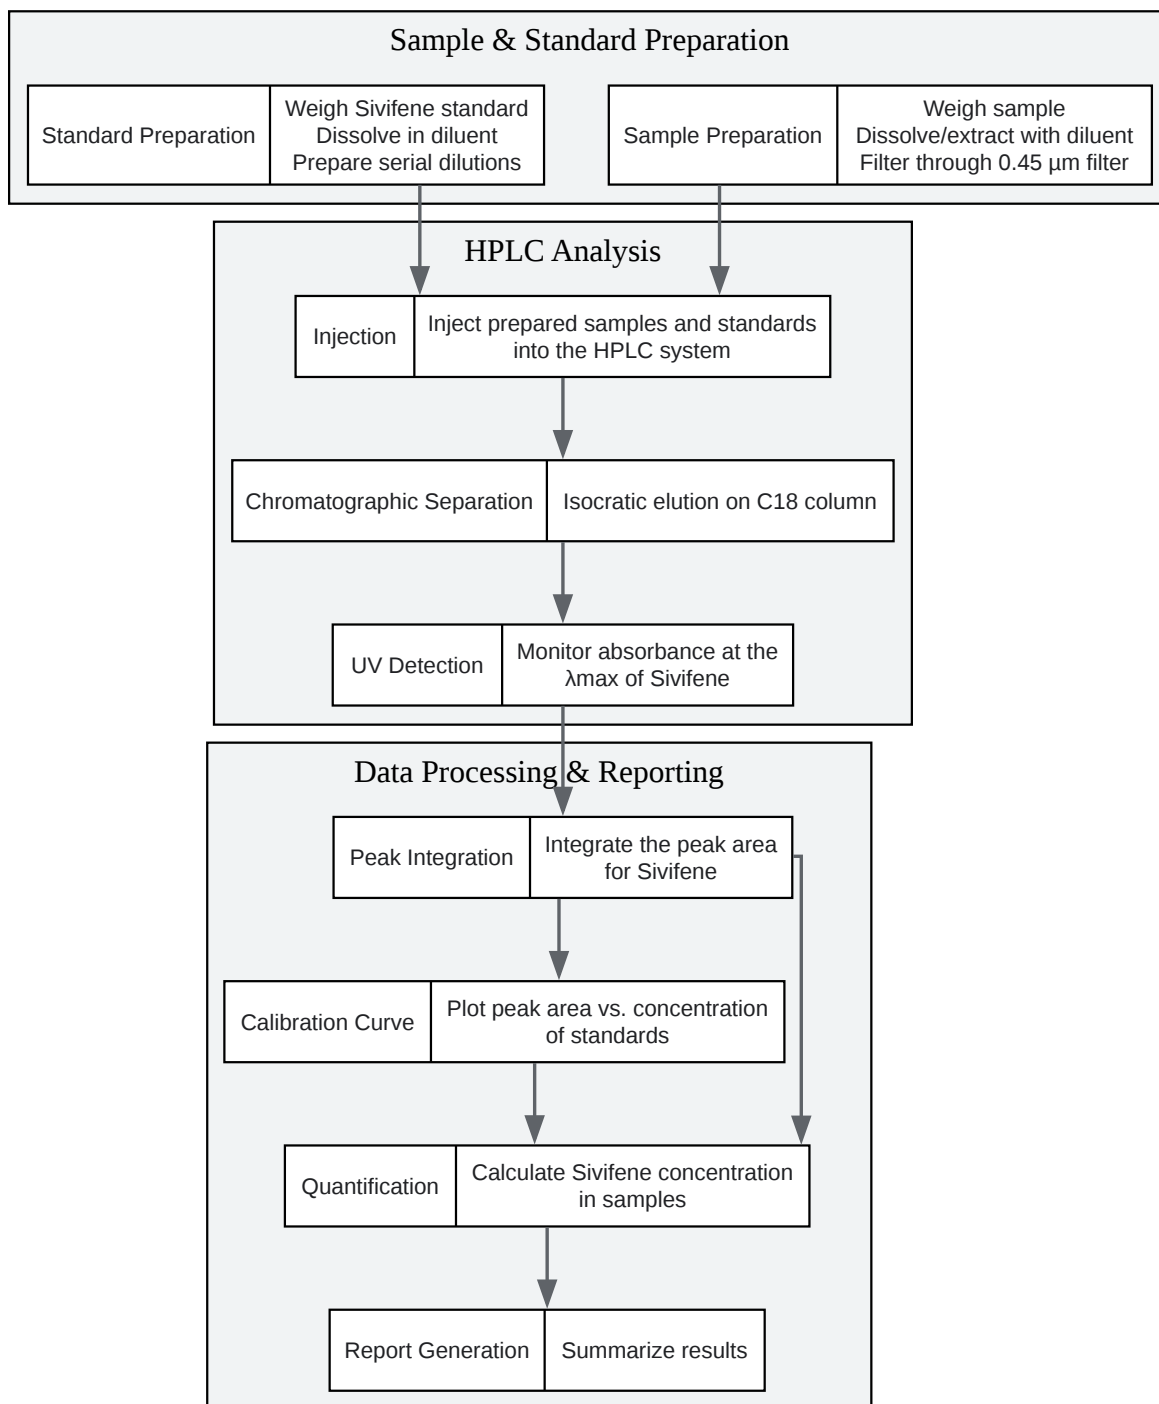 Sample & Standard Preparation
Standard Preparation
Weigh Sivifene standard
Dissolve in diluent
Prepare serial dilutions
Sample Preparation
Weigh sample
Dissolve/extract with diluent
Filter through 0.45 µm filter
HPLC Analysis
Injection
Inject prepared samples and standards
into the HPLC system
Chromatographic Separation
Isocratic elution on C18 column
UV Detection
Monitor absorbance at the
λmax of Sivifene
Data Processing & Reporting
Peak Integration
Integrate the peak area
for Sivifene
Calibration Curve
Plot peak area vs. concentration
of standards
Quantification
Calculate Sivifene concentration
in samples
Report Generation
Summarize results